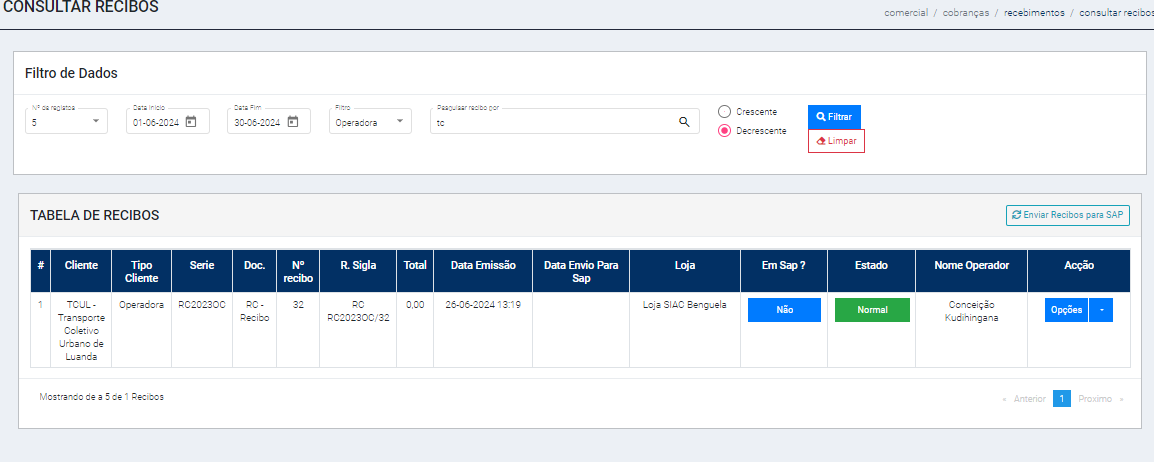 CONSULTAR RECIBOS
comercial / cobranças / recebimentos / consultar recibos
Filtro de Dados
Nº de registos
Data Início
Data Fim
Filtro
Pesquisar recibo por
5
01-06-2024
30-06-2024
Operadora
tc
Crescente
Decrescente
Filtrar
Limpar
TABELA DE RECIBOS
Enviar Recibos para SAP
# Cliente Tipo Cliente Serie Doc. Nº recibo R. Sigla Total Data Emissão Data Envio Para Sap Loja Em Sap ? Estado Nome Operador Acção
1
TCUL -
Transporte
Coletivo
Urbano de
Luanda
Operadora
RC2023OC
RC -
Recibo
32
RC
RC2023OC/32
0,00
26-06-2024 13:19
Loja SIAC Benguela
Não
Normal
Conceição
Kudihingana
Opções
Mostrando de a 5 de 1 Recibos
« Anterior 1 Proximo »